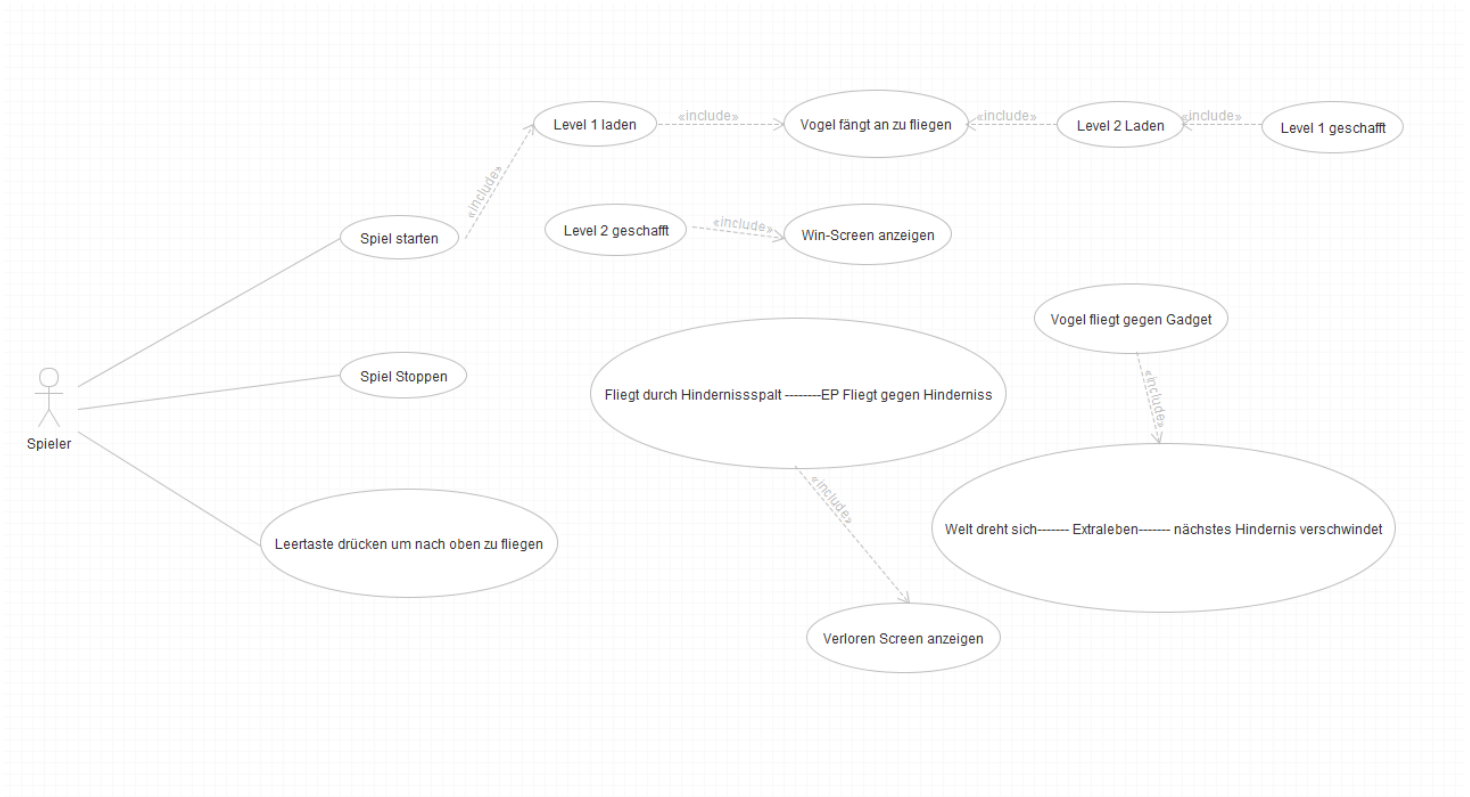 «include»
«include»
«include»
Level 1 laden
Vogel fängt an zu fliegen
Level 2 Laden
Level 1 geschafft
«include»
Spiel starten
Level 2 geschafft
«include»
Win-Screen anzeigen
Vogel fliegt gegen Gadget
Spiel Stoppen
«include»
Fliegt durch Hindernissspalt --------EP Fliegt gegen Hinderniss
Spieler
«include»
Leertaste drücken um nach oben zu fliegen
Welt dreht sich------- Extraleben------- nächstes Hindernis verschwindet
Verloren Screen anzeigen